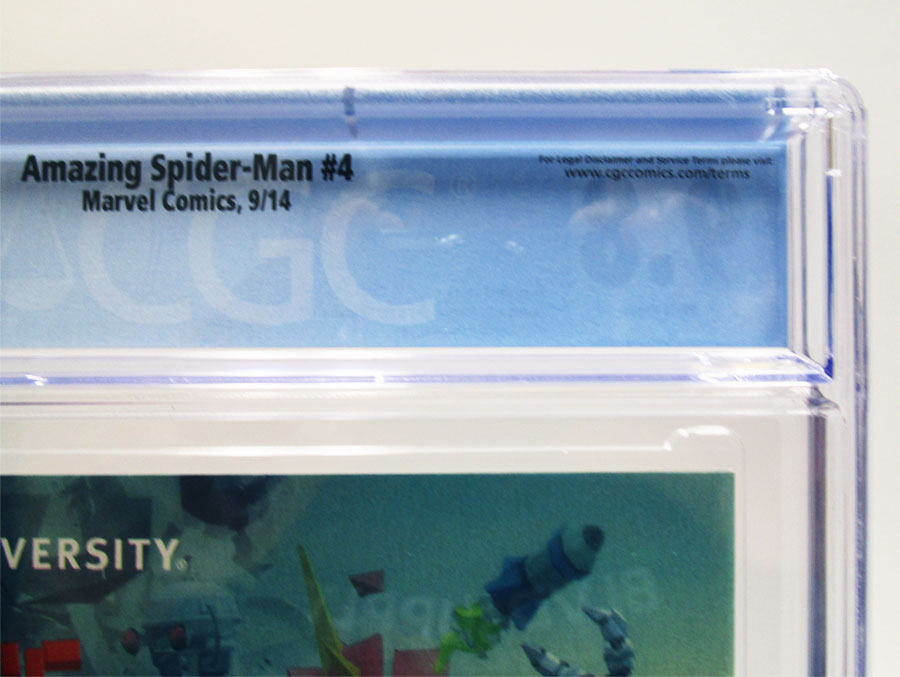 Amazing Spider-Man #4
Marvel Comics, 9/14
For Legal Disclaimer and Service Terms please visit:
www.cgccomics.com/terms
CGC
VERSITY